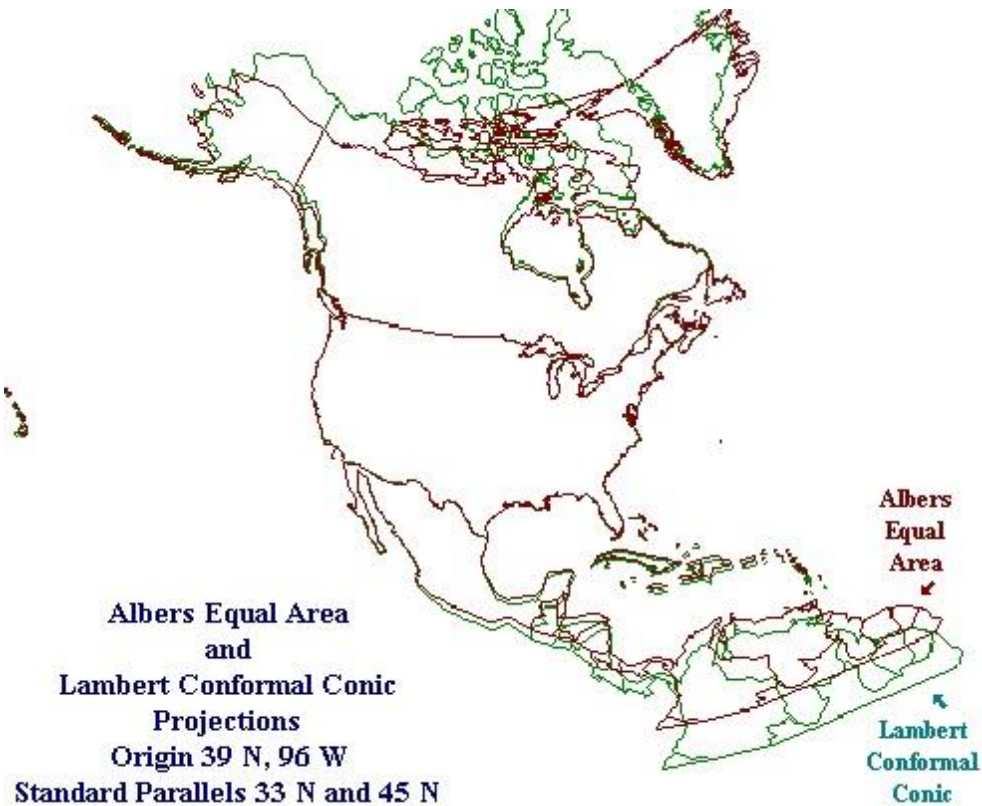 Albers
Equal
Area
Albers Equal Area
and
Lambert Conformal Conic
Projections
Origin 39 N, 96 W
Standard Parallels 33 N and 45 N
Lambert
Conformal
Conic